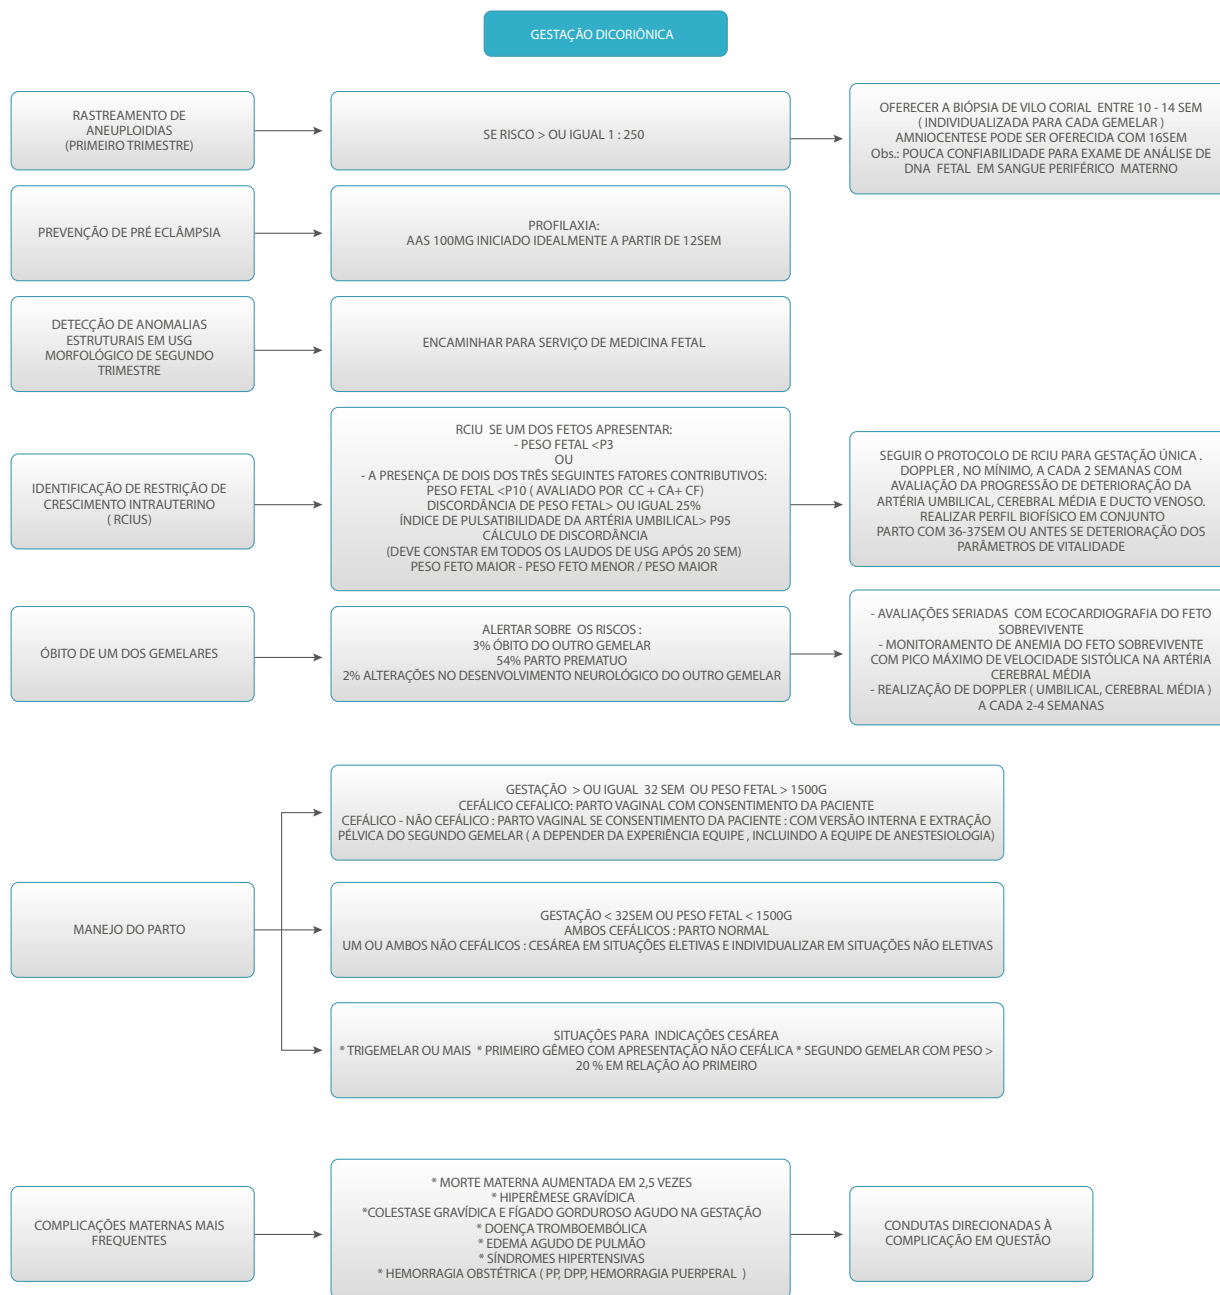 GESTAÇÃO DICORIÔNICA
RASTREAMENTO DE
ANEUPLOIDIAS
(PRIMEIRO TRIMESTRE)
SE RISCO > OU IGUAL 1 : 250
OFERECER A BIÓPSIA DE VILO CORIAL ENTRE 10 - 14 SEM
( INDIVIDUALIZADA PARA CADA GEMELAR )
AMNIOCENTESE PODE SER OFERECIDA COM 16SEM
Obs.: POUCA CONFIABILIDADE PARA EXAME DE ANÁLISE DE
DNA FETAL EM SANGUE PERIFÉRICO MATERNO
PREVENÇÃO DE PRÉ ECLÂMPSIA
PROFILAXIA:
AAS 100MG INICIADO IDEALMENTE A PARTIR DE 12SEM
DETECÇÃO DE ANOMALIAS
ESTRUTURAIS EM USG
MORFOLÓGICO DE SEGUNDO
TRIMESTRE
ENCAMINHAR PARA SERVIÇO DE MEDICINA FETAL
IDENTIFICAÇÃO DE RESTRIÇÃO DE
CRESCIMENTO INTRAUTERINO
( RCIUS)
RCIU SE UM DOS FETOS APRESENTAR:
- PESO FETAL <P3
OU
- A PRESENÇA DE DOIS DOS TRÊS SEGUINTES FATORES CONTRIBUTIVOS:
PESO FETAL <P10 ( AVALIADO POR CC + CA+ CF)
DISCORDÂNCIA DE PESO FETAL> OU IGUAL 25%
ÍNDICE DE PULSATIBILIDADE DA ARTÉRIA UMBILICAL> P95
CÁLCULO DE DISCORDÂNCIA
(DEVE CONSTAR EM TODOS OS LAUDOS DE USG APÓS 20 SEM)
PESO FETO MAIOR - PESO FETO MENOR / PESO MAIOR
SEGUIR O PROTOCOLO DE RCIU PARA GESTAÇÃO ÚNICA .
DOPPLER , NO MÍNIMO, A CADA 2 SEMANAS COM
AVALIAÇÃO DA PROGRESSÃO DE DETERIORAÇÃO DA
ARTÉRIA UMBILICAL, CEREBRAL MÉDIA E DUCTO VENOSO.
REALIZAR PERFIL BIOFÍSICO EM CONJUNTO
PARTO COM 36-37SEM OU ANTES SE DETERIORAÇÃO DOS
PARÂMETROS DE VITALIDADE
ÓBITO DE UM DOS GEMELARES
ALERTAR SOBRE OS RISCOS :
3% ÓBITO DO OUTRO GEMELAR
54% PARTO PREMATUO
2% ALTERAÇÕES NO DESENVOLVIMENTO NEUROLÓGICO DO OUTRO GEMELAR
- AVALIAÇÕES SERIADAS COM ECOCARDIOGRAFIA DO FETO
SOBREVIVENTE
- MONITORAMENTO DE ANEMIA DO FETO SOBREVIVENTE
COM PICO MÁXIMO DE VELOCIDADE SISTÓLICA NA ARTÉRIA
CEREBRAL MÉDIA
- REALIZAÇÃO DE DOPPLER ( UMBILICAL, CEREBRAL MÉDIA )
A CADA 2-4 SEMANAS
MANEJO DO PARTO
GESTAÇÃO > OU IGUAL 32 SEM OU PESO FETAL > 1500G
CEFÁLICO CEFALICO: PARTO VAGINAL COM CONSENTIMENTO DA PACIENTE
CEFÁLICO - NÃO CEFÁLICO : PARTO VAGINAL SE CONSENTIMENTO DA PACIENTE : COM VERSÃO INTERNA E EXTRAÇÃO
PÉLVICA DO SEGUNDO GEMELAR ( A DEPENDER DA EXPERIÊNCIA EQUIPE , INCLUINDO A EQUIPE DE ANESTESIOLOGIA)
GESTAÇÃO < 32SEM OU PESO FETAL < 1500G
AMBOS CEFÁLICOS : PARTO NORMAL
UM OU AMBOS NÃO CEFÁLICOS : CESÁREA EM SITUAÇÕES ELETIVAS E INDIVIDUALIZAR EM SITUAÇÕES NÃO ELETIVAS
SITUAÇÕES PARA INDICAÇÕES CESÁREA
* TRIGEMELAR OU MAIS * PRIMEIRO GÊMEO COM APRESENTAÇÃO NÃO CEFÁLICA * SEGUNDO GEMELAR COM PESO >
20 % EM RELAÇÃO AO PRIMEIRO
COMPLICAÇÕES MATERNAS MAIS
FREQUENTES
* MORTE MATERNA AUMENTADA EM 2,5 VEZES
* HIPERÊMESE GRAVÍDICA
*COLESTASE GRAVÍDICA E FÍGADO GORDUROSO AGUDO NA GESTAÇÃO
* DOENÇA TROMBOEMBÓLICA
* EDEMA AGUDO DE PULMÃO
* SÍNDROMES HIPERTENSIVAS
* HEMORRAGIA OBSTÉTRICA ( PP, DPP, HEMORRAGIA PUERPERAL )
CONDUTAS DIRECIONADAS À
COMPLICAÇÃO EM QUESTÃO